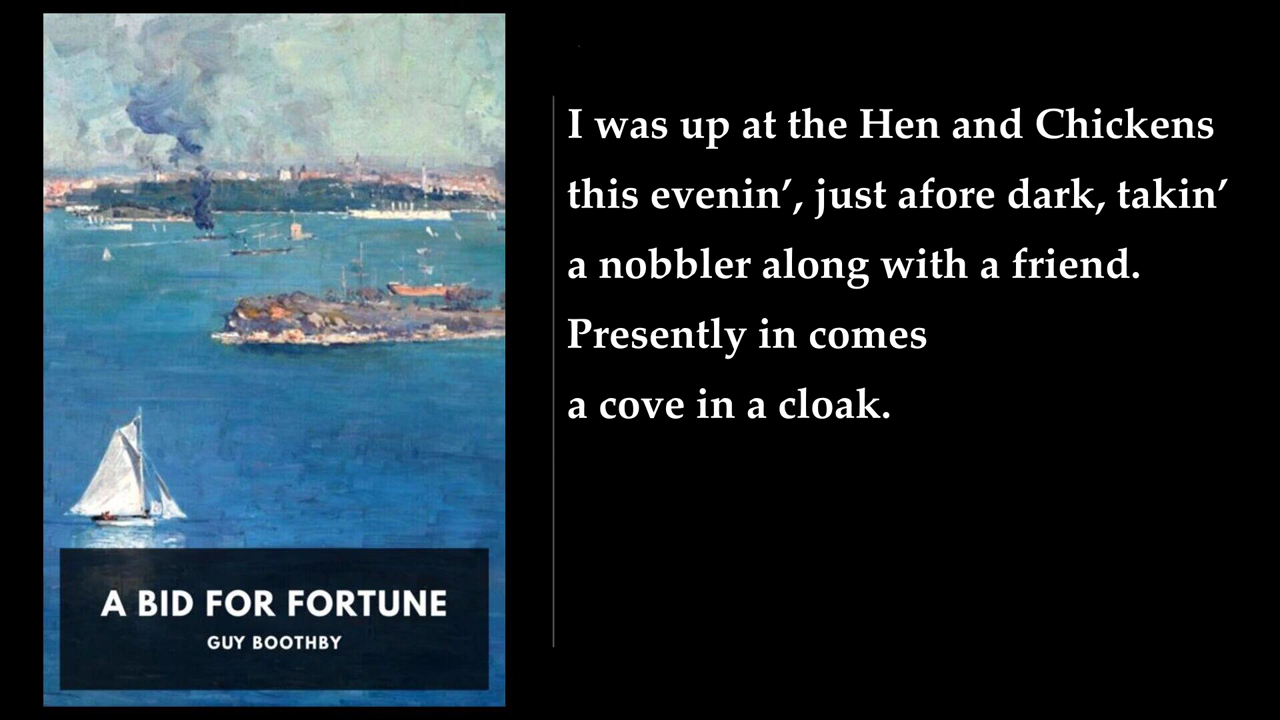 A BID FOR FORTUNE
GUY BOOTHBY
I was up at the Hen and Chickens
this evenin’, just afore dark, takin’
a nobbler along with a friend.
Presently in comes
a cove in a cloak.